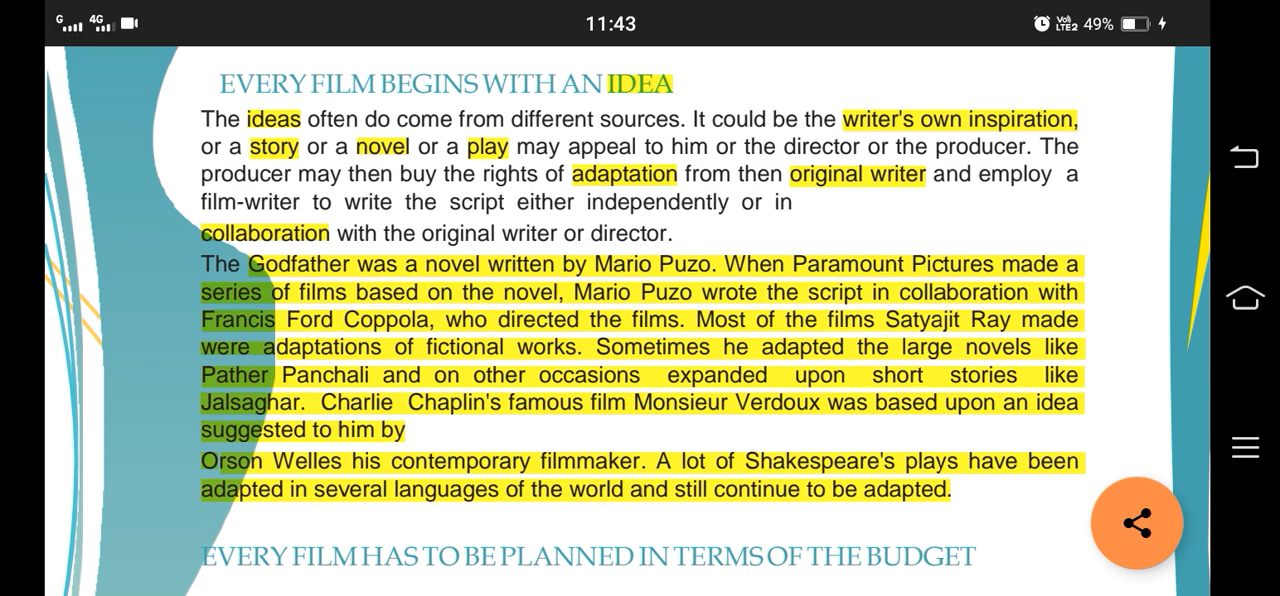 G 4G 11:43 Vo) LTE2 49%
EVERY FILM BEGINS WITH AN IDEA
The ideas often do come from different sources. It could be the writer's own inspiration,
or a story or a novel or a play may appeal to him or the director or the producer. The
producer may then buy the rights of adaptation from then original writer and employ a
film-writer to write the script either independently or in
collaboration with the original writer or director.
The Godfather was a novel written by Mario Puzo. When Paramount Pictures made a
series of films based on the novel, Mario Puzo wrote the script in collaboration with
Francis Ford Coppola, who directed the films. Most of the films Satyajit Ray made
were adaptations of fictional works. Sometimes he adapted the large novels like
Pather Panchali and on other occasions expanded upon short stories like
Jalsaghar. Charlie Chaplin's famous film Monsieur Verdoux was based upon an idea
suggested to him by
Orson Welles his contemporary filmmaker. A lot of Shakespeare's plays have been
adapted in several languages of the world and still continue to be adapted.
EVERY FILM HAS TO BE PLANNED IN TERMS OF THE BUDGET